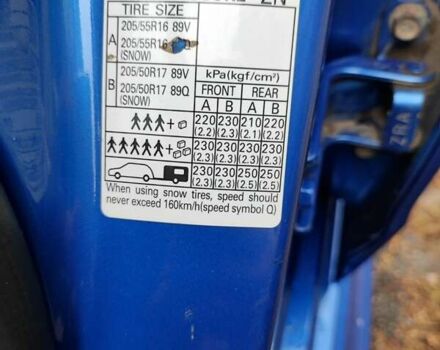 TIRE SIZE
A 205/55R16 89V
205/55R16
(SNOW)
B 205/50R17 89V
205/50R17 89Q
(SNOW)
kPa(kgf/cm²)
FRONT REAR
A B A B
220 230 210 220
(2.2) (2.3) (2.1) (2.2)
230 230 230 230
(2.3) (2.3) (2.3) (2.3)
230 230 250 250
(2.3) (2.3) (2.5) (2.5)
When using snow tires, speed should
never exceed 160km/h(speed symbol Q)
ZRA